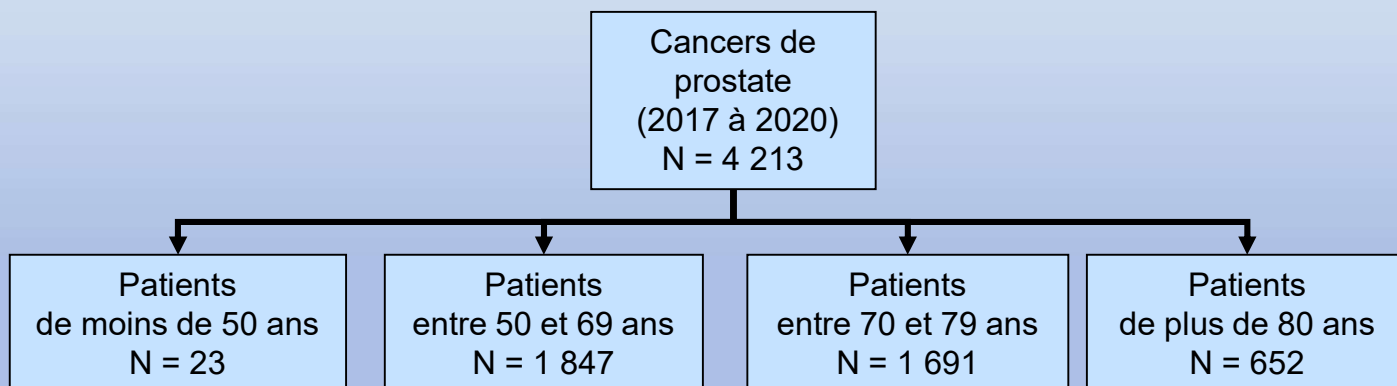 Cancers de
prostate
(2017 à 2020)
N = 4 213
Patients
de moins de 50 ans
N = 23
Patients
entre 50 et 69 ans
N = 1 847
Patients
entre 70 et 79 ans
N = 1 691
Patients
de plus de 80 ans
N = 652